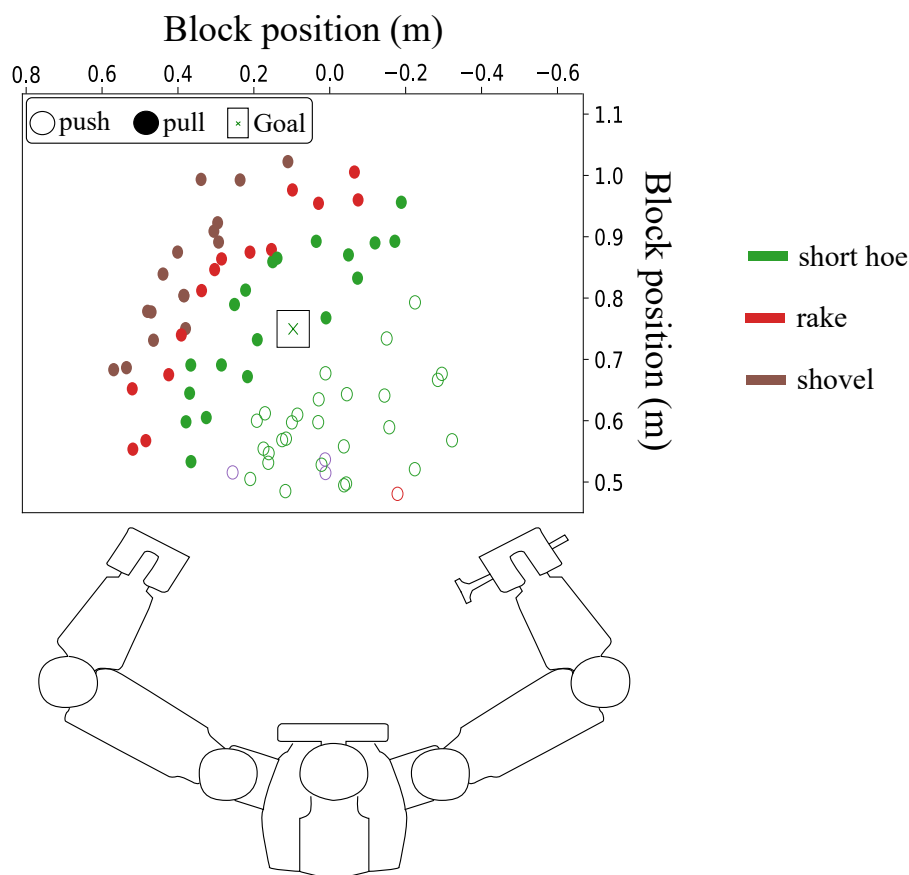 Block position (m)
0.8 0.6 0.4 0.2 0.0 −0.2 −0.4 −0.6
push pull Goal
1.1
1.0
0.9
0.8
0.7
0.6
0.5
Block position (m)
short hoe
rake
shovel